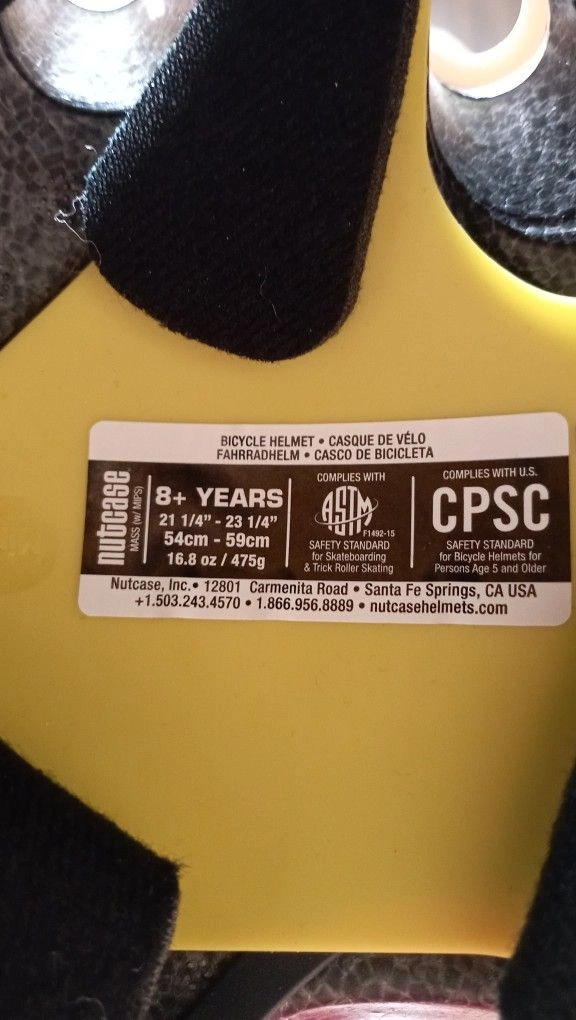 BICYCLE HELMET • CASQUE DE VÉLO
FAHRRADHELM • CASCO DE BICICLETA
nutcase
MASS (w/ MIPS)
8+ YEARS
21 1/4” - 23 1/4”
54cm - 59cm
16.8 oz / 475g
COMPLIES WITH
ASTM
F1492-15
SAFETY STANDARD
for Skateboarding
& Trick Roller Skating
COMPLIES WITH U.S.
CPSC
SAFETY STANDARD
for Bicycle Helmets for
Persons Age 5 and Older
Nutcase, Inc. • 12801 Carmenita Road • Santa Fe Springs, CA USA
+1.503.243.4570 • 1.866.956.8889 • nutcasehelmets.com